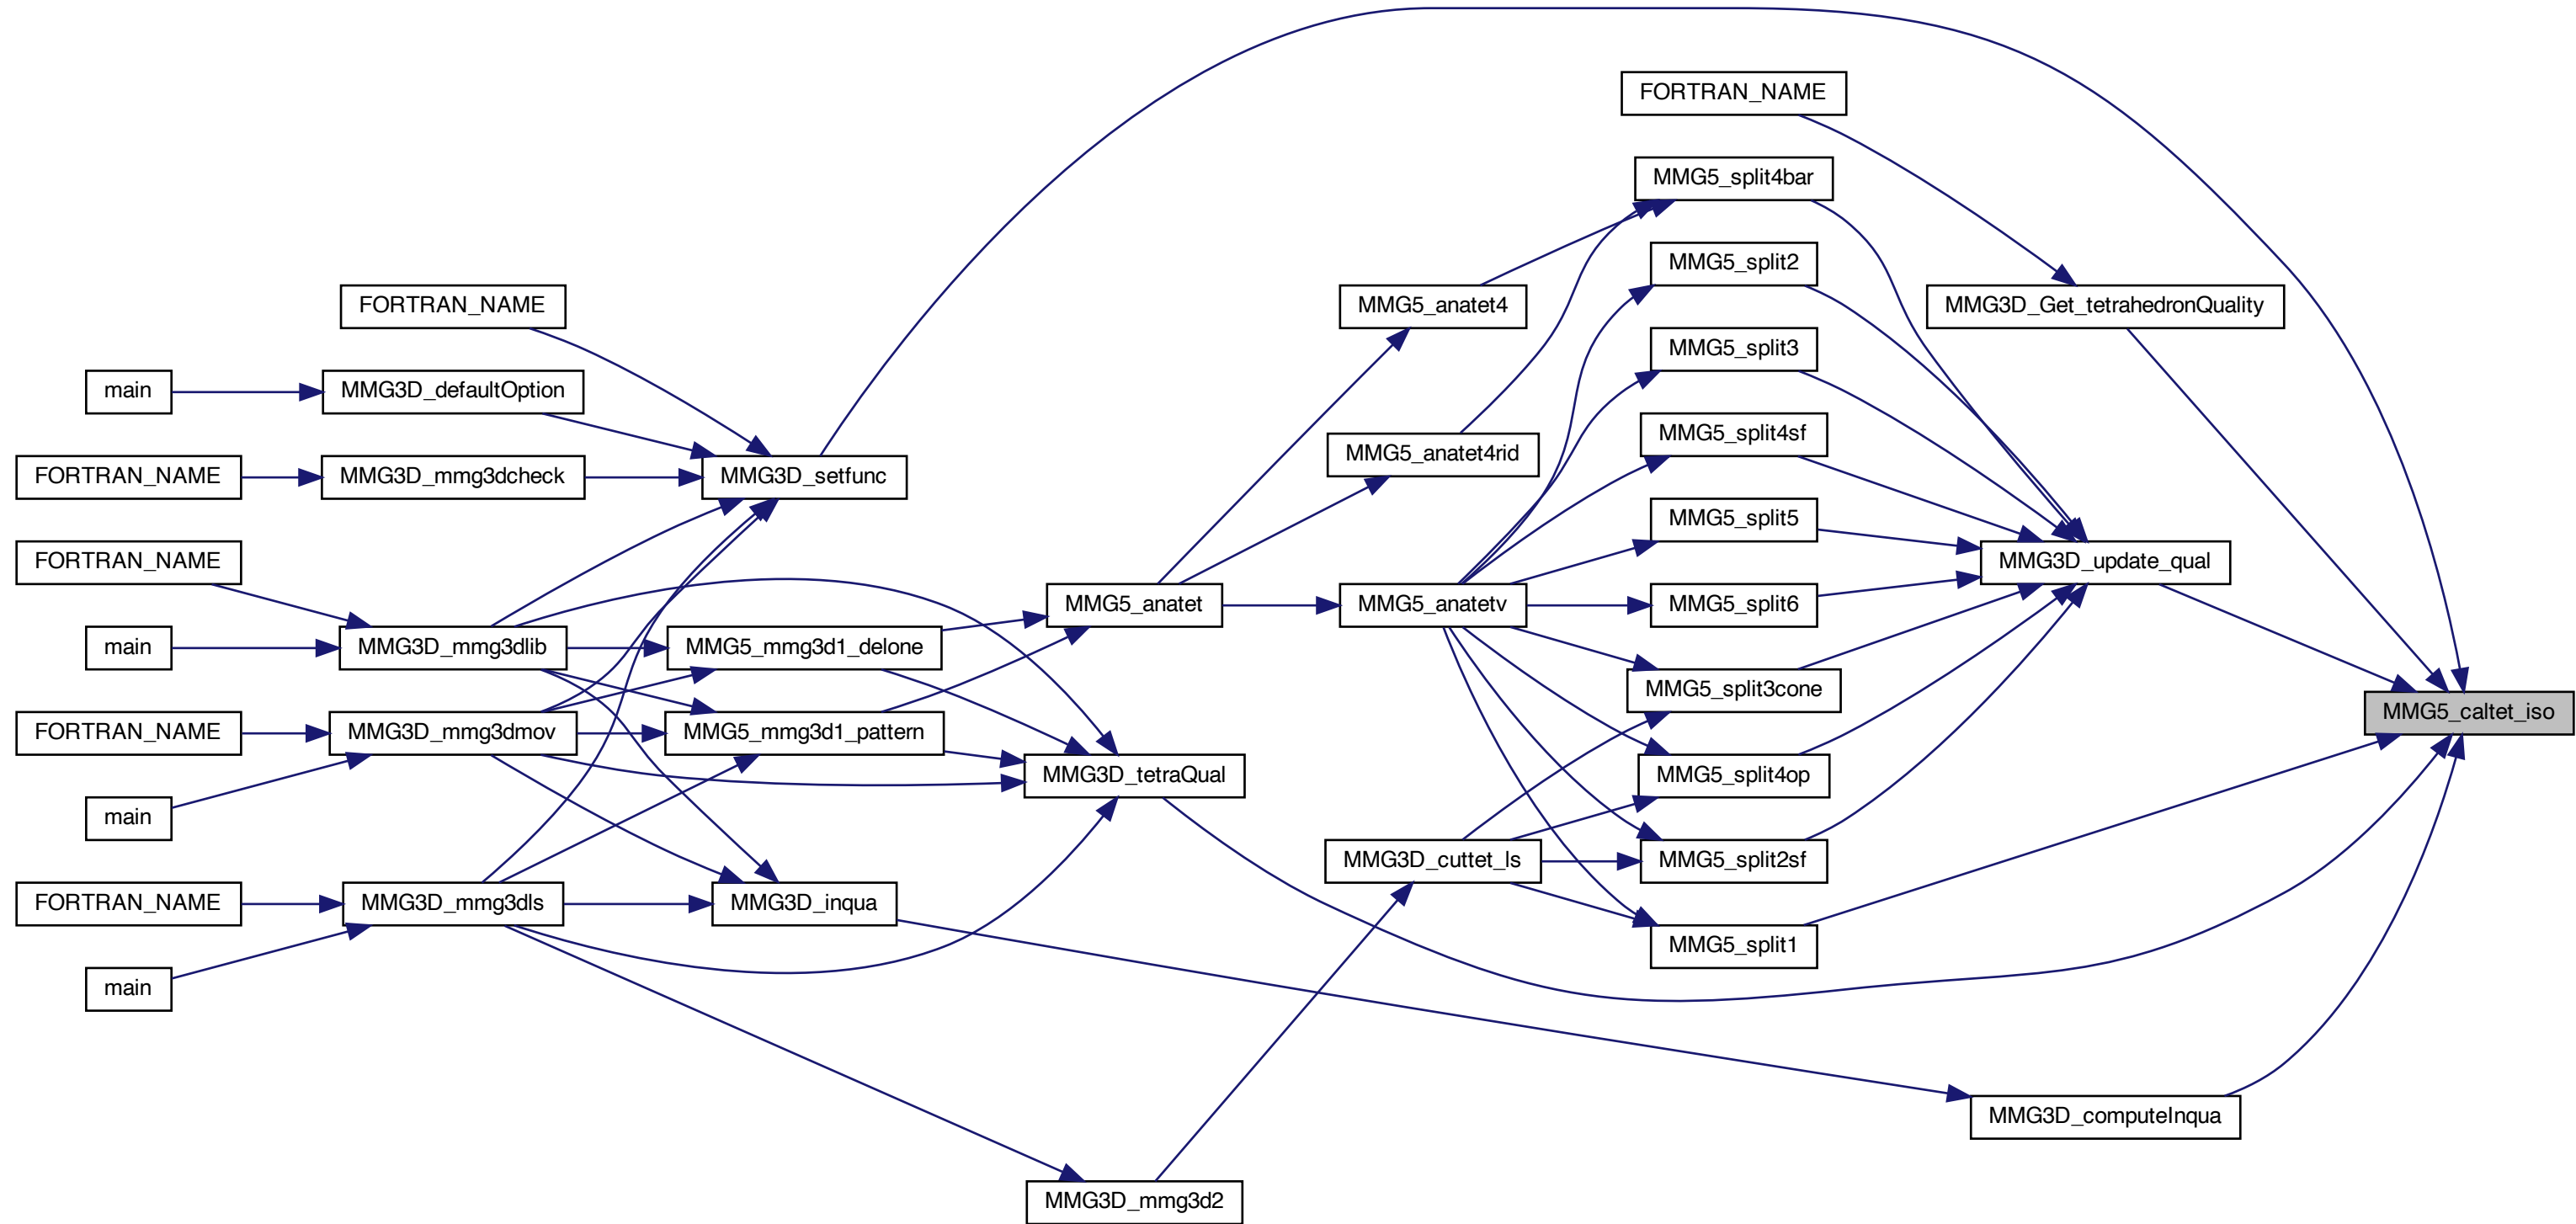 FORTRAN_NAME
MMG5_split4bar
MMG5_split2
FORTRAN_NAME
MMG5_anatet4
MMG3D_Get_tetrahedronQuality
MMG5_split3
main
MMG3D_defaultOption
MMG5_split4sf
MMG5_anatet4rid
FORTRAN_NAME
MMG3D_mmg3dcheck
MMG3D_setfunc
MMG5_split5
FORTRAN_NAME
MMG3D_update_qual
MMG5_anatet
MMG5_anatetv
MMG5_split6
main
MMG3D_mmg3dlib
MMG5_mmg3d1_delone
MMG5_split3cone
MMG5_caltet_iso
FORTRAN_NAME
MMG3D_mmg3dmov
MMG5_mmg3d1_pattern
MMG3D_tetraQual
MMG5_split4op
main
MMG3D_cuttet_ls
MMG5_split2sf
FORTRAN_NAME
MMG3D_mmg3dls
MMG3D_inqua
MMG5_split1
main
MMG3D_computeInqua
MMG3D_mmg3d2